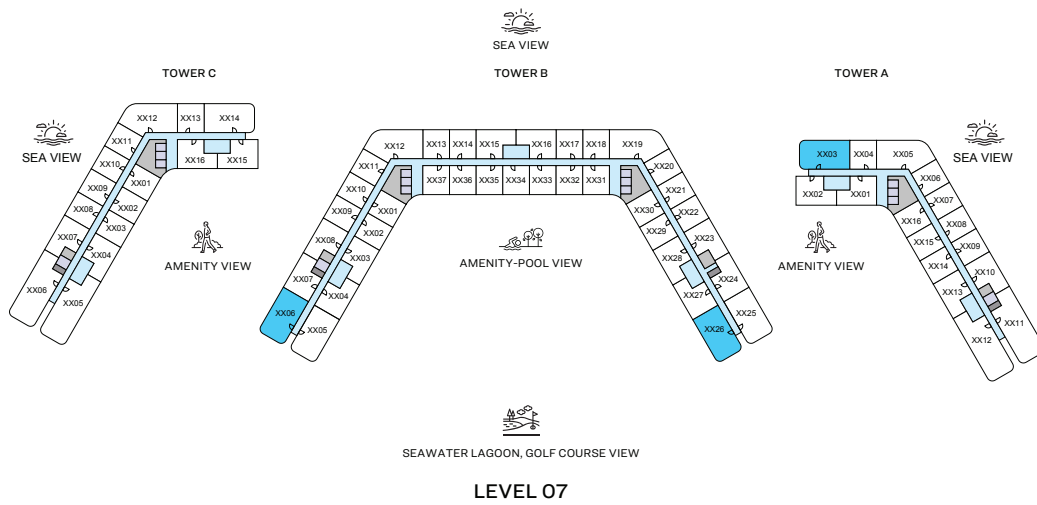 SEA VIEW
TOWER C
TOWER B
TOWER A
SEA VIEW
SEA VIEW
XX12
XX13
XX14
XX11
XX10
XX16
XX15
XX01
XX09
XX02
XX08
XX03
XX07
XX04
XX06
XX05
AMENITY VIEW
XX12
XX13
XX14
XX15
XX16
XX17
XX18
XX19
XX11
XX37
XX36
XX35
XX34
XX33
XX32
XX31
XX20
XX10
XX01
XX30
XX21
XX09
XX02
XX29
XX22
XX08
XX03
XX28
XX23
XX07
XX04
XX27
XX24
XX06
XX05
XX26
XX25
AMENITY-POOL VIEW
XX03
XX04
XX05
XX02
XX01
XX06
XX16
XX07
XX15
XX08
XX14
XX09
XX13
XX10
XX12
XX11
AMENITY VIEW
SEAWATER LAGOON, GOLF COURSE VIEW
LEVEL 07